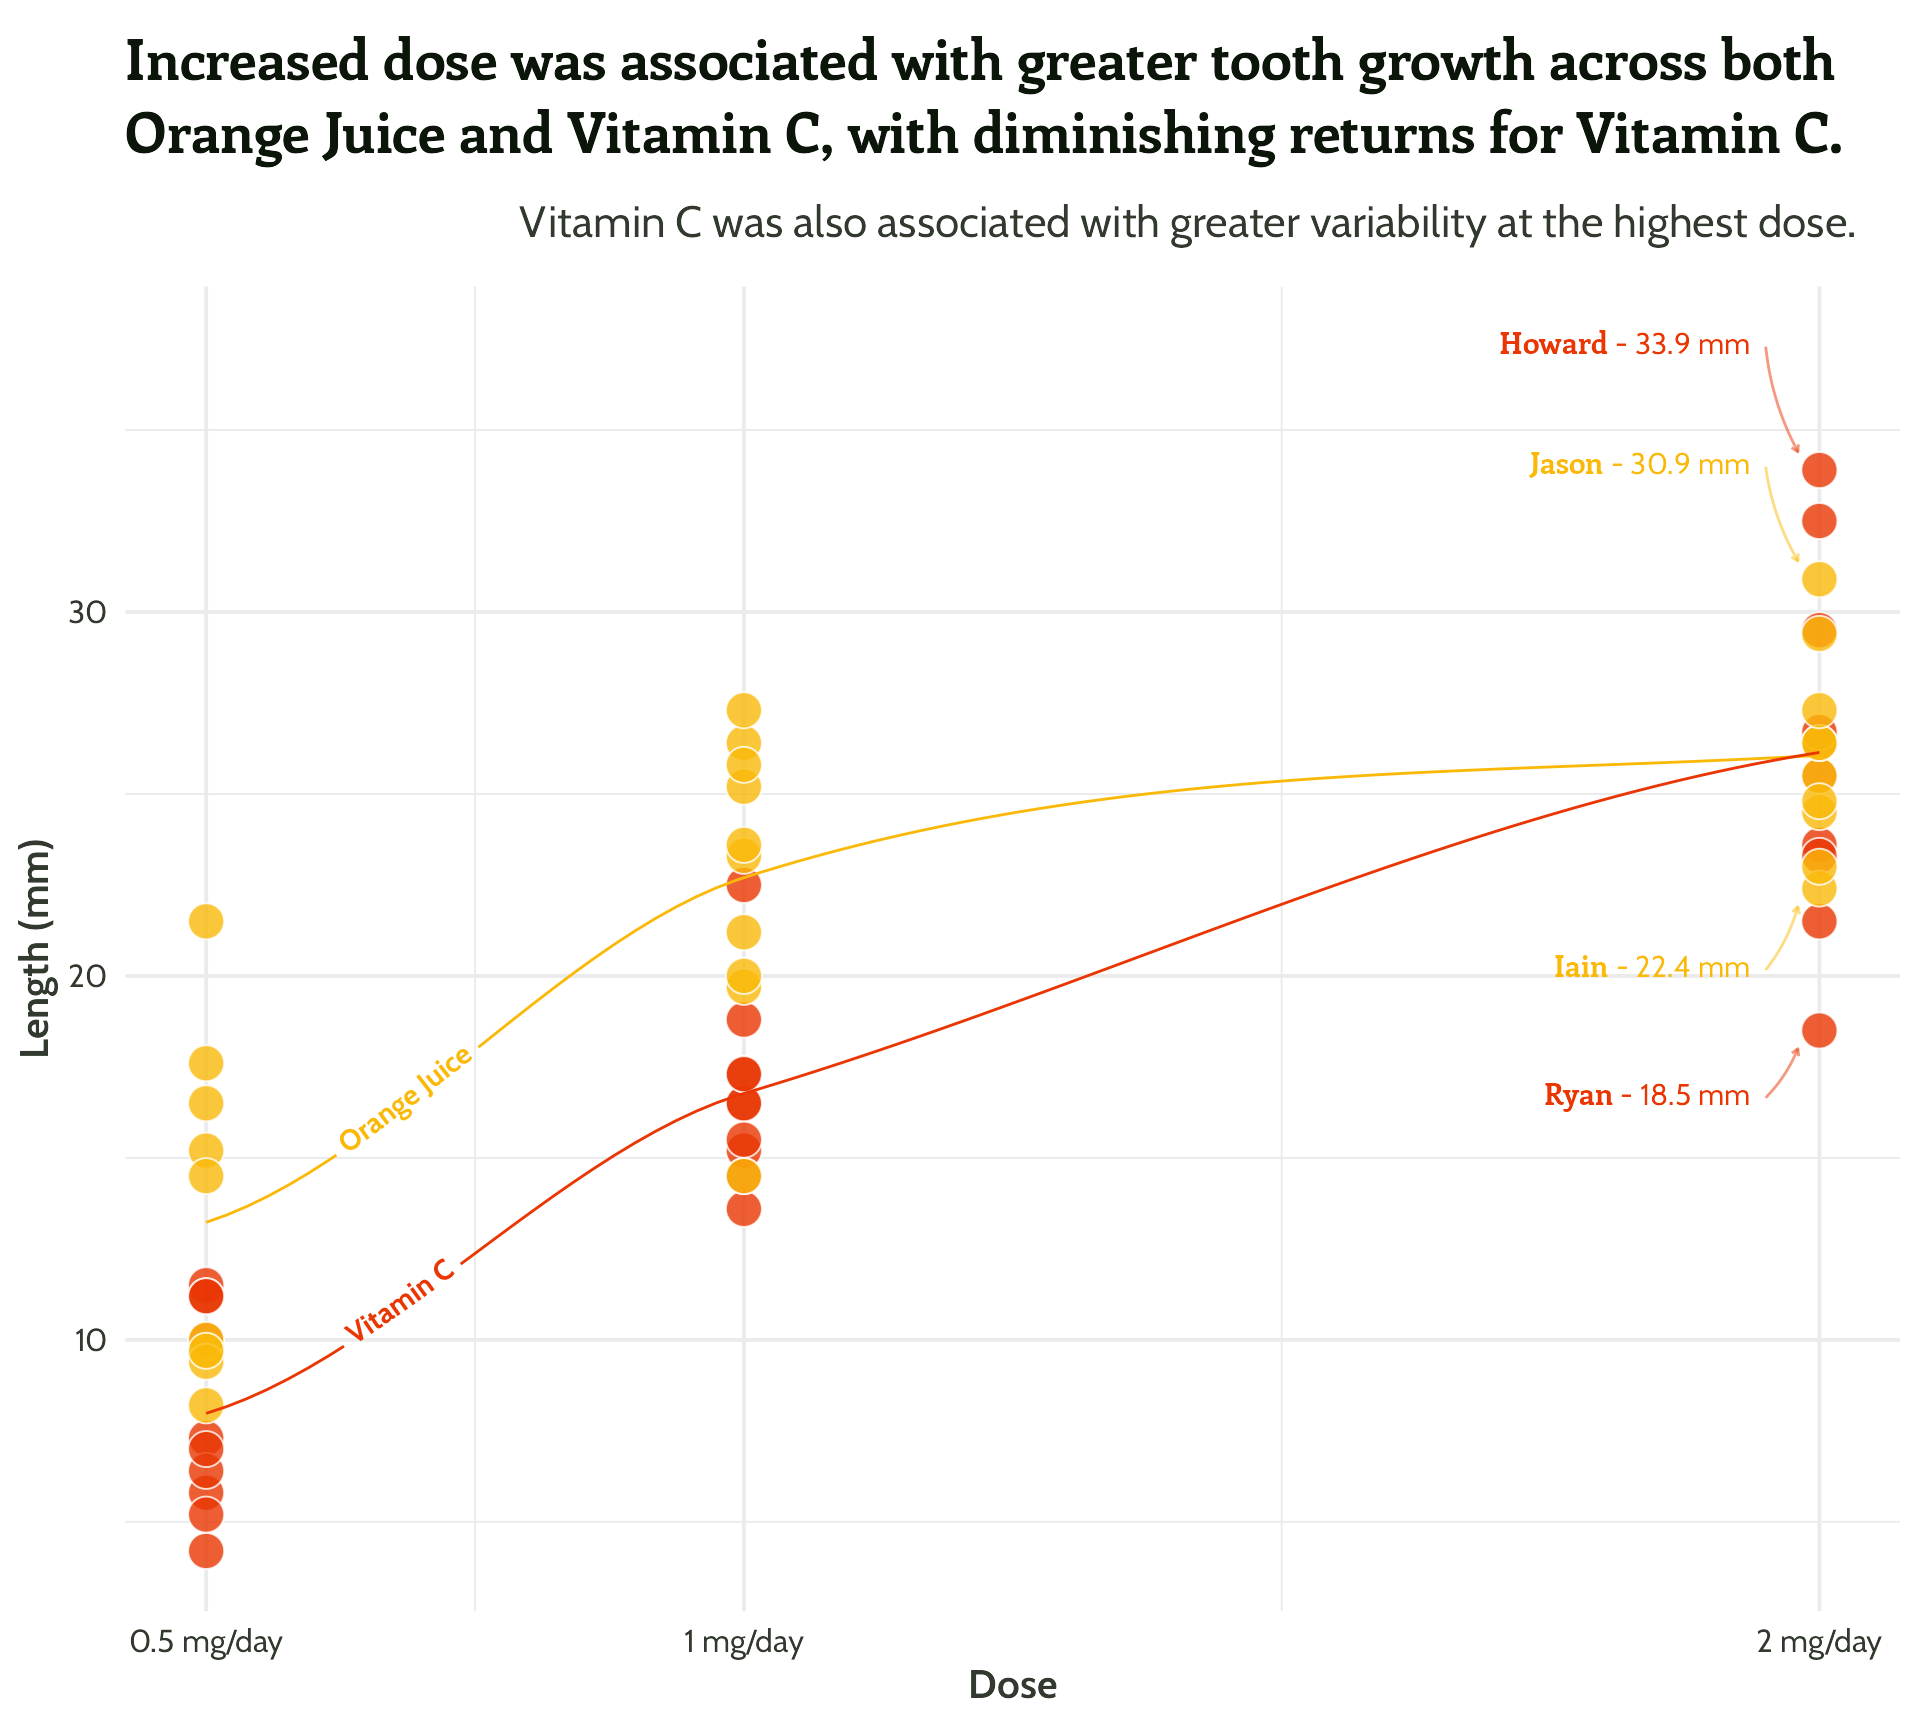 Increased dose was associated with greater tooth growth across both
Orange Juice and Vitamin C, with diminishing returns for Vitamin C.
Vitamin C was also associated with greater variability at the highest dose.
Howard - 33.9 mm
Jason - 30.9 mm
30
Length (mm)
20
Iain - 22.4 mm
Orange Juice
Ryan - 18.5 mm
Vitamin C
10
0.5 mg/day
1 mg/day
2 mg/day
Dose